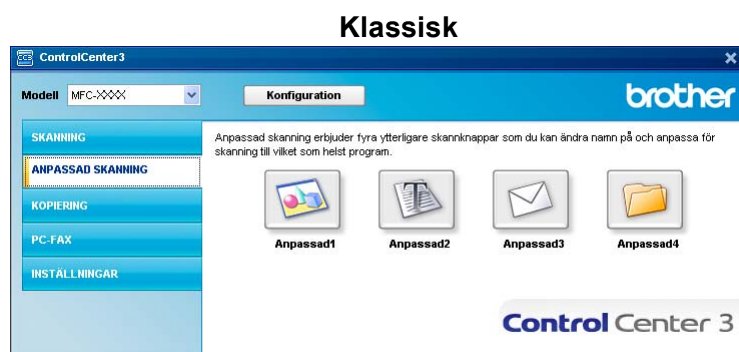 Klassisk
ControlCenter3
Modell MFC-XXXX Konfiguration brother
SKANNING
Anpassad skanning erbjuder fyra ytterligare skannknappar som du kan ändra namn på och anpassa för
skanning till vilket som helst program.
ANPASSAD SKANNING
KOPIERING
PC-FAX
INSTÄLLNINGAR
Anpassad1 Anpassad2 Anpassad3 Anpassad4
Control Center 3